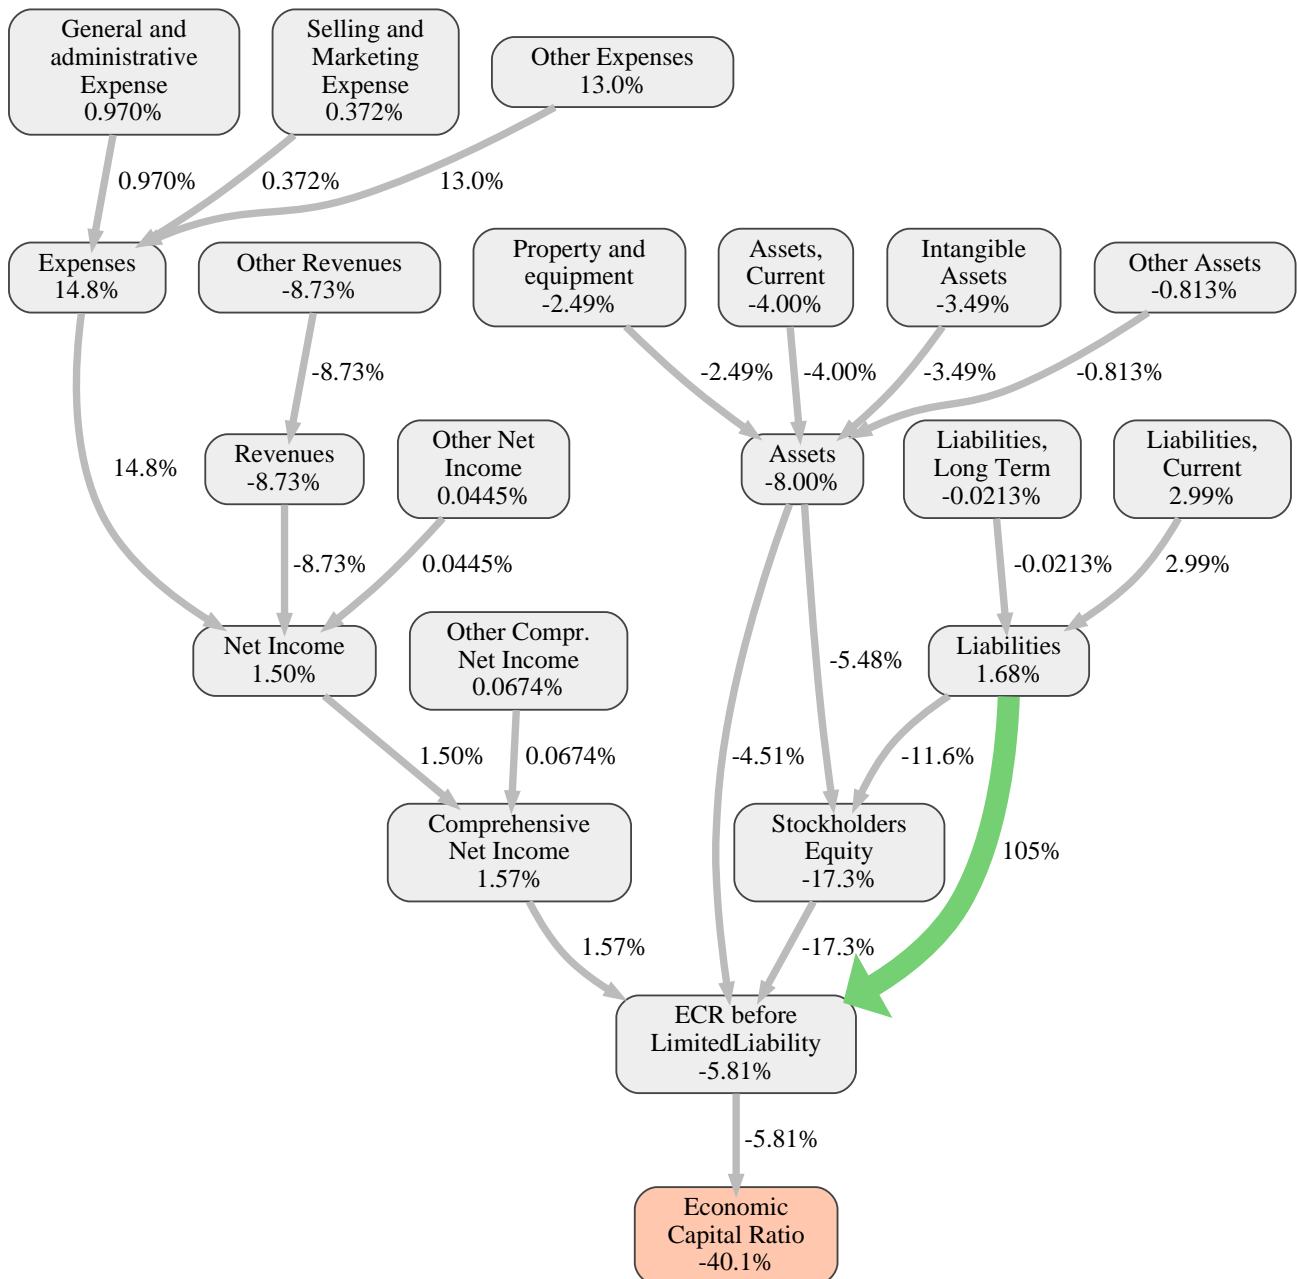 General and
administrative
Expense
0.970%
Selling and
Marketing
Expense
0.372%
Other Expenses
13.0%
0.970%
0.372%
13.0%
Expenses
14.8%
Other Revenues
-8.73%
Property and
equipment
-2.49%
Assets,
Current
-4.00%
Intangible
Assets
-3.49%
Other Assets
-0.813%
-8.73%
-2.49%
-4.00%
-3.49%
-0.813%
14.8%
Revenues
-8.73%
Other Net
Income
0.0445%
Assets
-8.00%
Liabilities,
Long Term
-0.0213%
Liabilities,
Current
2.99%
-8.73%
0.0445%
-0.0213%
2.99%
Net Income
1.50%
Other Compr.
Net Income
0.0674%
-5.48%
Liabilities
1.68%
1.50%
0.0674%
-4.51%
-11.6%
Comprehensive
Net Income
1.57%
Stockholders
Equity
-17.3%
105%
1.57%
-17.3%
ECR before
LimitedLiability
-5.81%
-5.81%
Economic
Capital Ratio
-40.1%